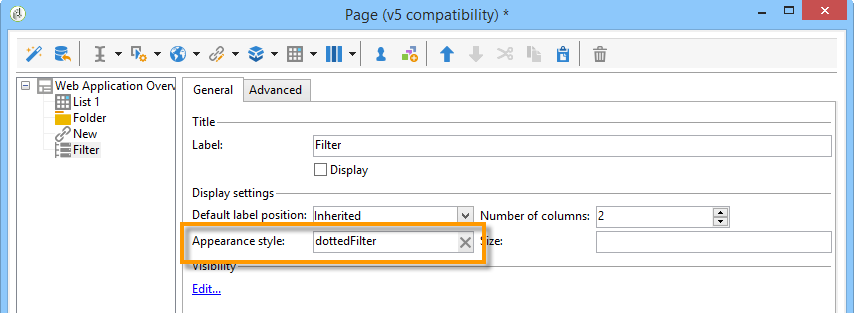 Page (v5 compatibility) *
Web Application Overv
List 1
Folder
New
Filter
General
Advanced
Title
Label:
Filter
Display
Display settings
Default label position:
Inherited
Number of columns:
2
Appearance style:
dottedFilter
Size:
Visibility
Edit...